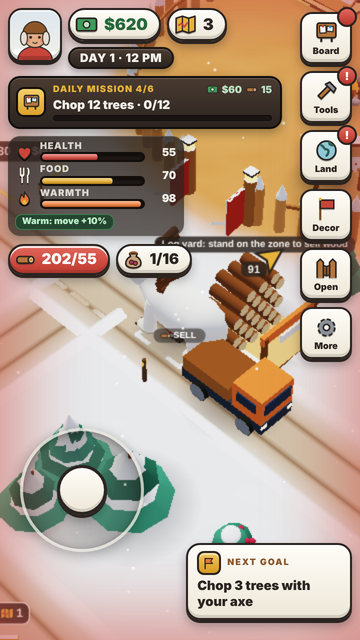 $620
3
Board
DAY 1 · 12 PM
DAILY MISSION 4/6
$60
15
Chop 12 trees · 0/12
Tools
!
HEALTH
55
FOOD
70
WARMTH
98
Warm: move +10%
Land
!
Decor
Log yard: stand on the zone to sell wood
202/55
1/16
91
Open
SELL
More
NEXT GOAL
Chop 3 trees with
your axe
1